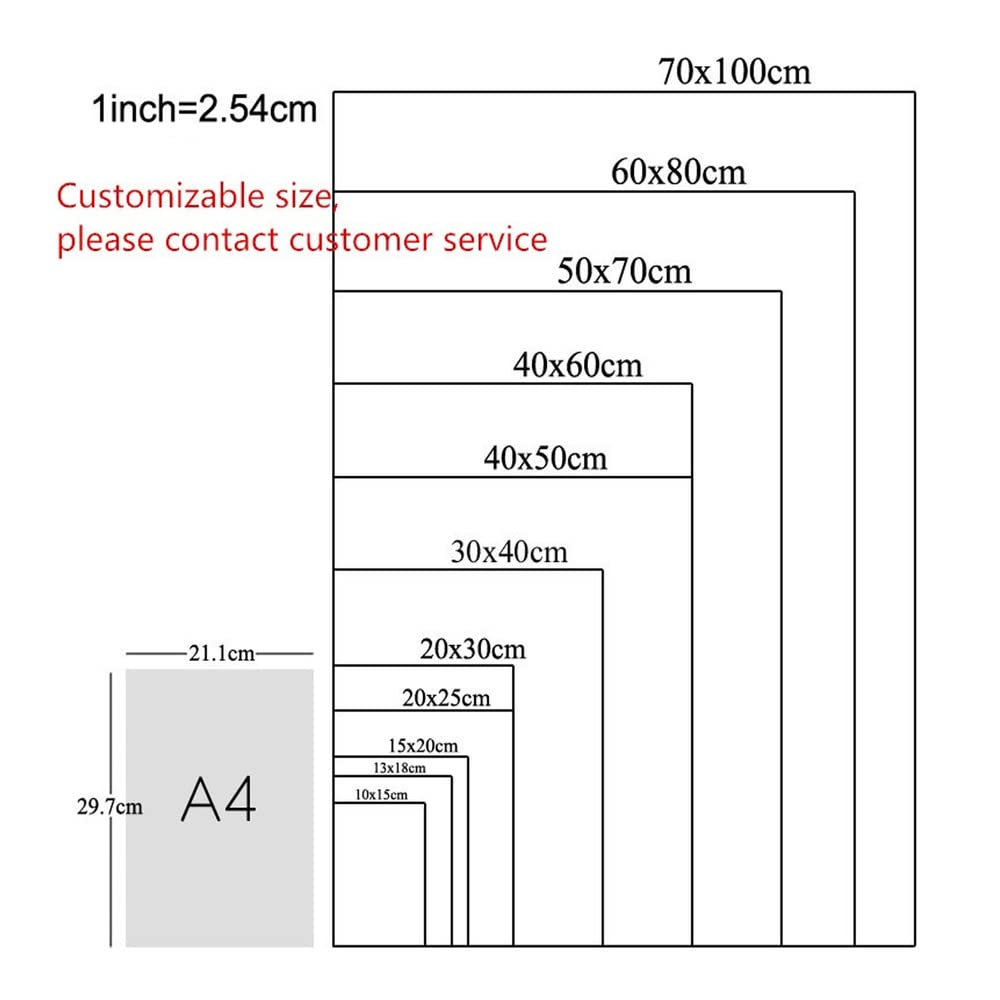 70x100cm
1inch=2.54cm
60x80cm
Customizable size,
please contact customer service
50x70cm
40x60cm
40x50cm
30x40cm
20x30cm
21.1cm
20x25cm
15x20cm
13x18cm
10x15cm
29.7cm
A4